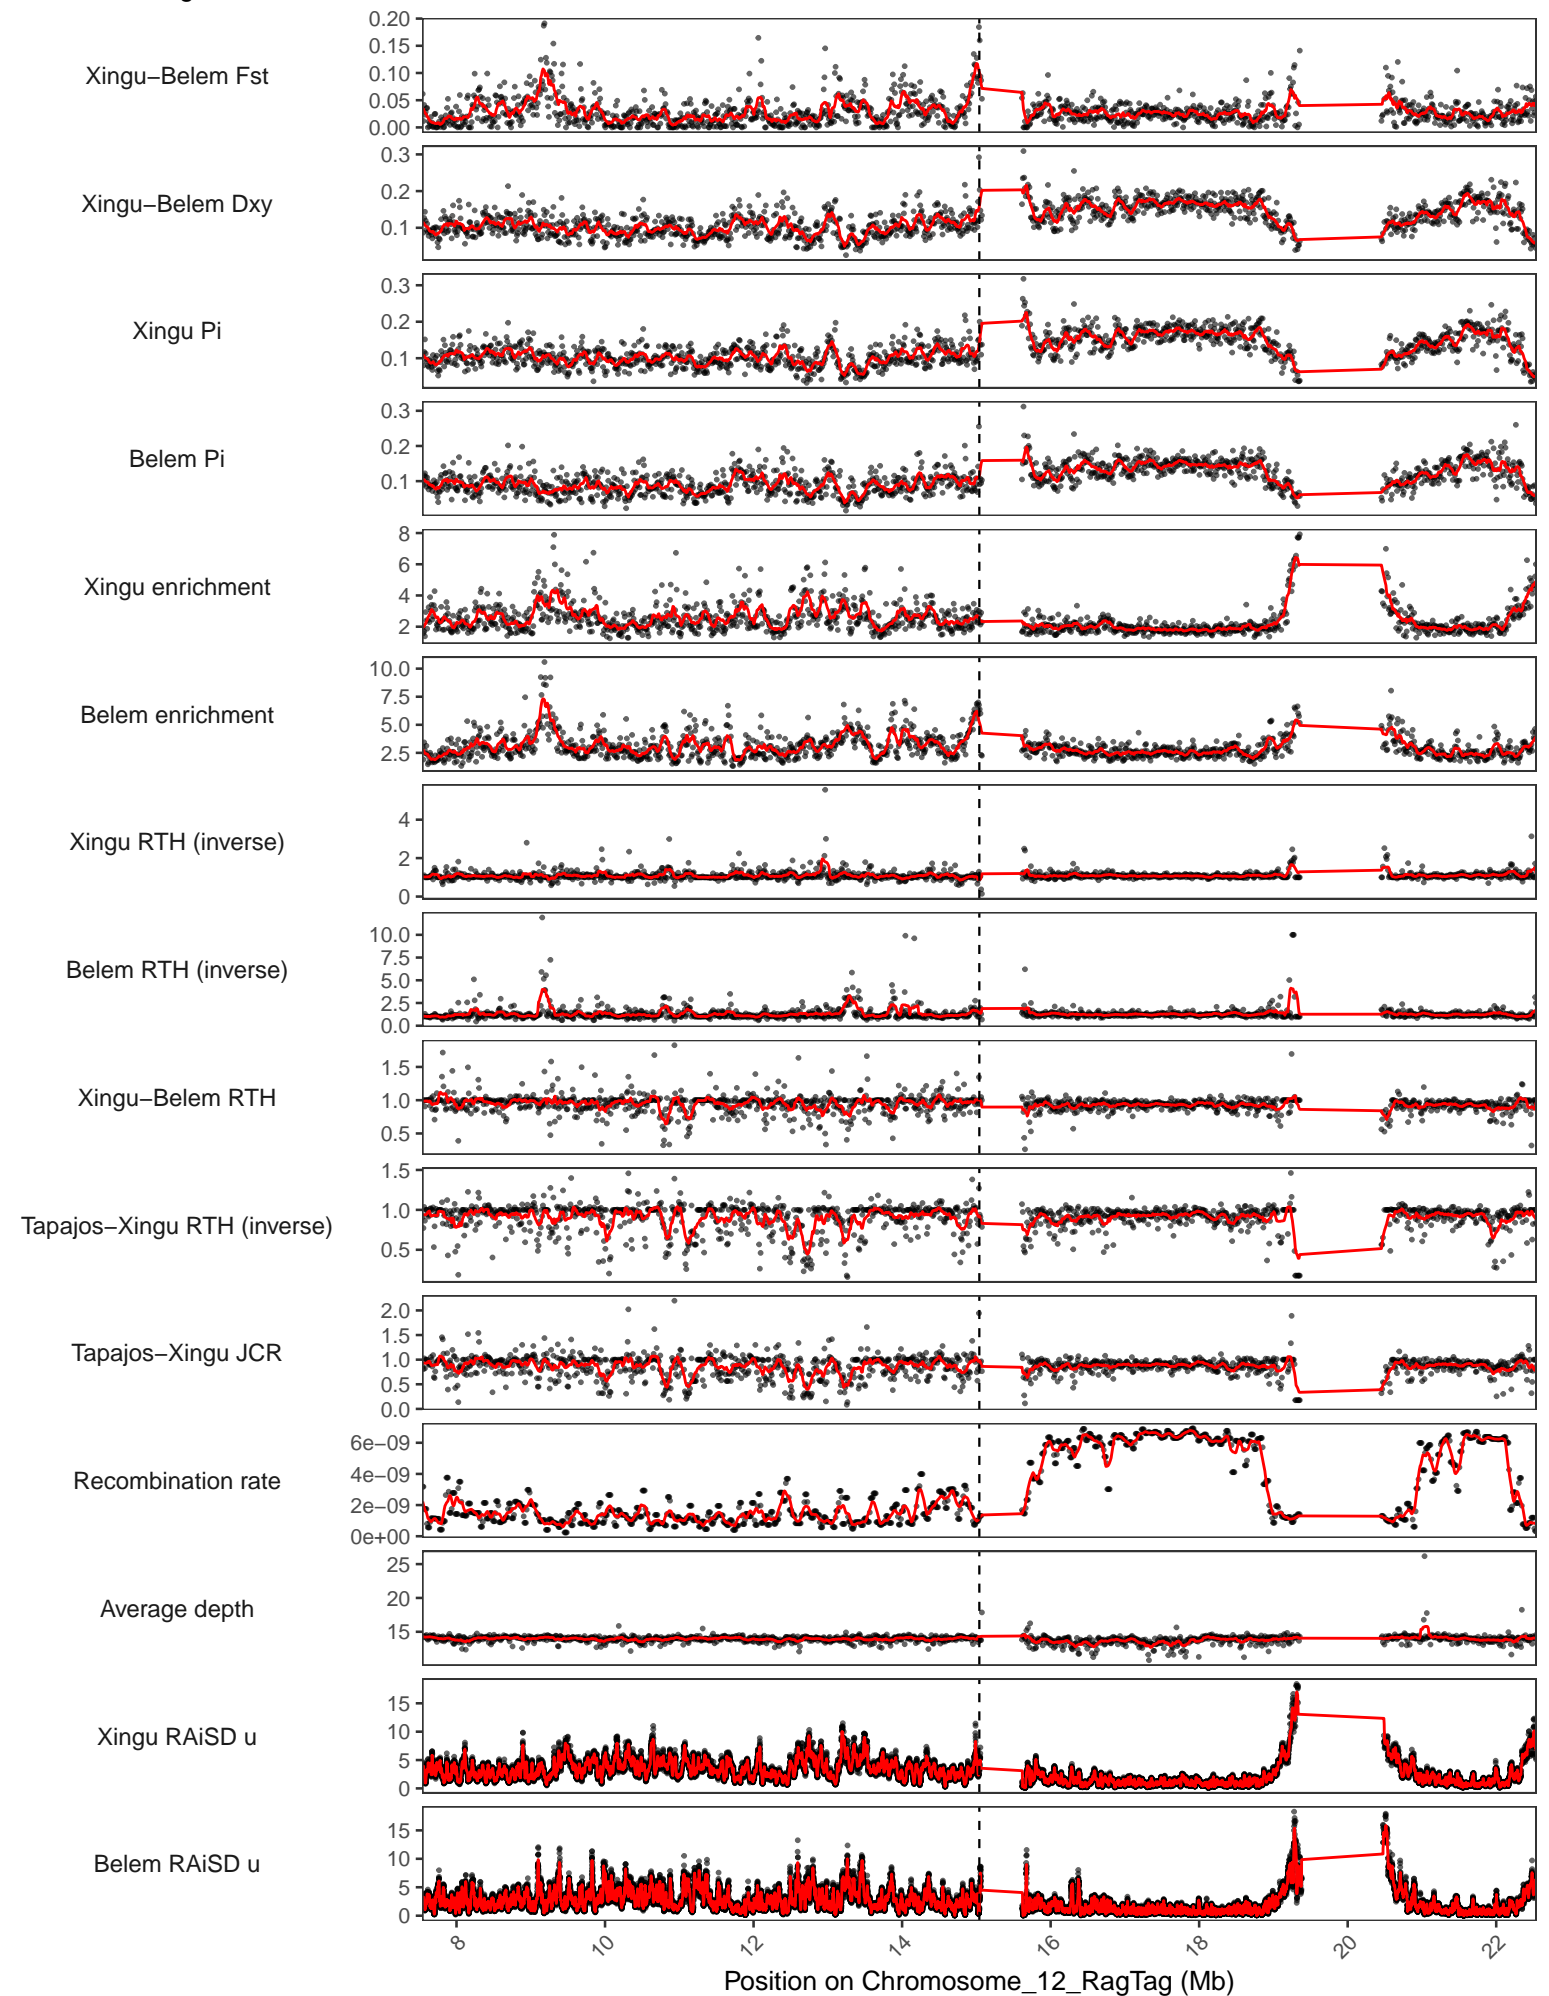 Xingu−Belem Fst
0.20
0.15
0.10
0.05
0.00
Xingu−Belem Dxy
0.3
0.2
0.1
Xingu Pi
0.3
0.2
0.1
Belem Pi
0.3
0.2
0.1
Xingu enrichment
8
6
4
2
Belem enrichment
10.0
7.5
5.0
2.5
Xingu RTH (inverse)
4
2
0
Belem RTH (inverse)
10.0
7.5
5.0
2.5
0.0
Xingu−Belem RTH
1.5
1.0
0.5
Tapajos−Xingu RTH (inverse)
1.5
1.0
0.5
Tapajos−Xingu JCR
2.0
1.5
1.0
0.5
0.0
Recombination rate
6e−09
4e−09
2e−09
0e+00
Average depth
25
20
15
Xingu RAiSD u
15
10
5
0
Belem RAiSD u
15
10
5
0
8 10 12 14 16 18 20 22
Position on Chromosome_12_RagTag (Mb)